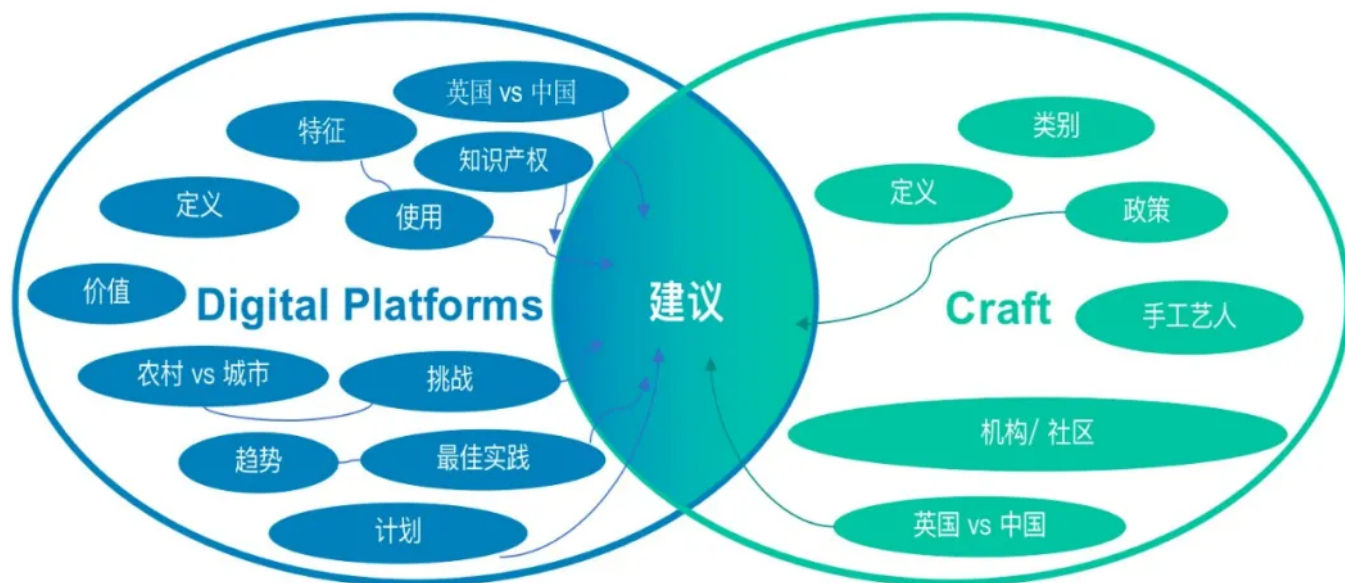 英国 vs 中国
特征
知识产权
定义
使用
价值
Digital Platforms
农村 vs 城市
挑战
趋势
最佳实践
计划
建议
类别
定义
政策
Craft
手工艺人
机构/ 社区
英国 vs 中国